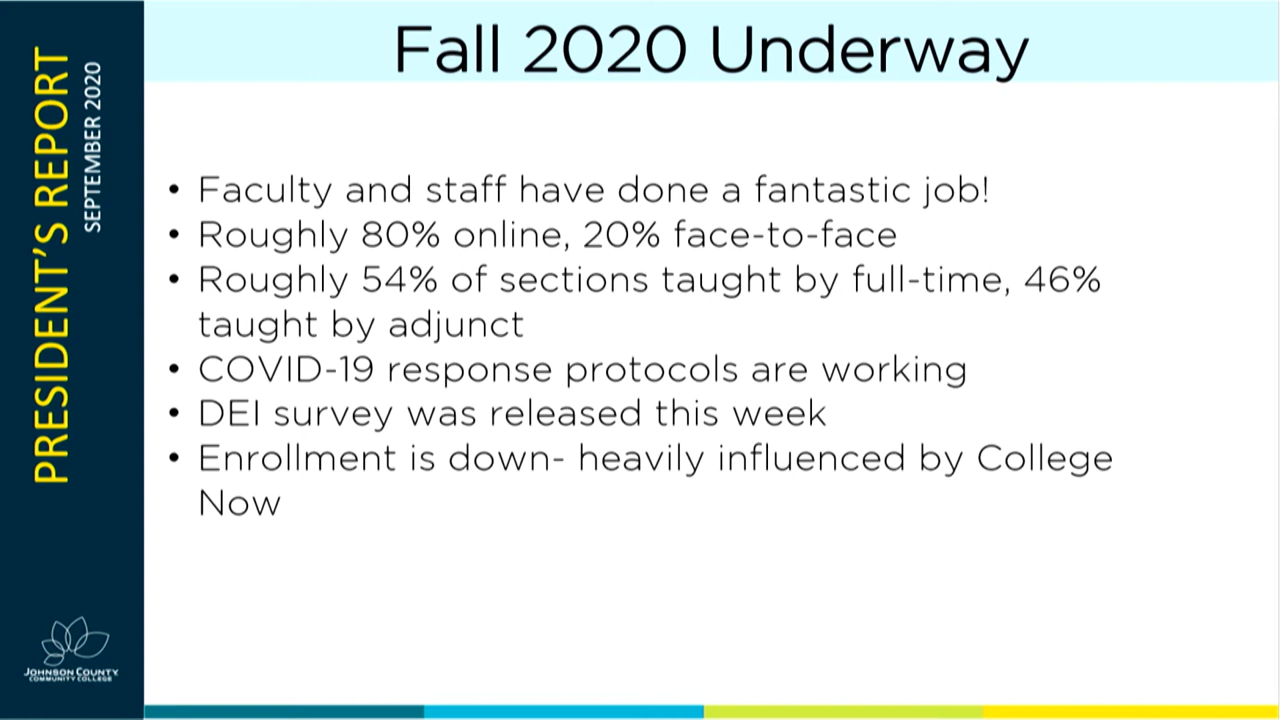 PRESIDENT'S REPORT
SEPTEMBER 2020
Fall 2020 Underway
• Faculty and staff have done a fantastic job!
• Roughly 80% online, 20% face-to-face
• Roughly 54% of sections taught by full-time, 46%
taught by adjunct
• COVID-19 response protocols are working
• DEI survey was released this week
• Enrollment is down- heavily influenced by College
Now
JOHNSON COUNTY
COMMUNITY COLLEGE